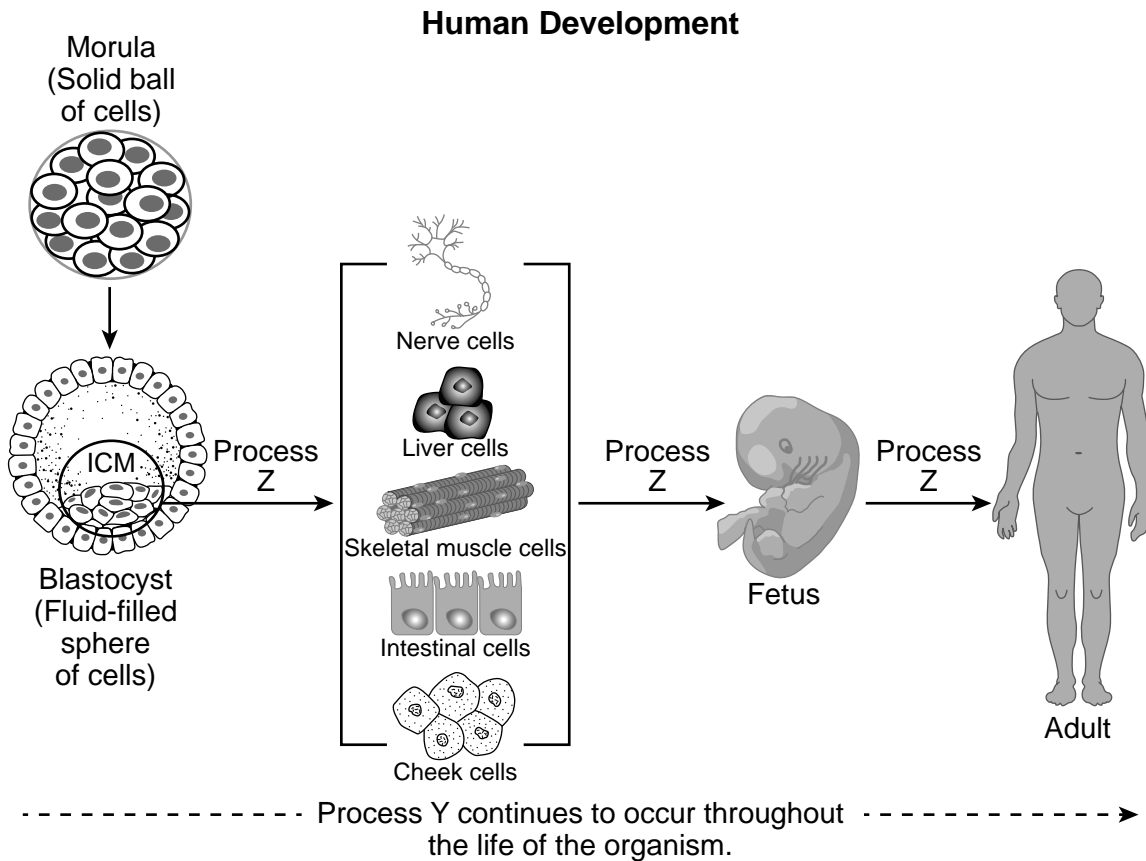 Human Development
Morula
(Solid ball
of cells)
ICM
Blastocyst
(Fluid-filled
sphere
of cells)
Process
Z
Nerve cells
Liver cells
Skeletal muscle cells
Intestinal cells
Cheek cells
Process
Z
Fetus
Process
Z
Adult
Process Y continues to occur throughout
the life of the organism.